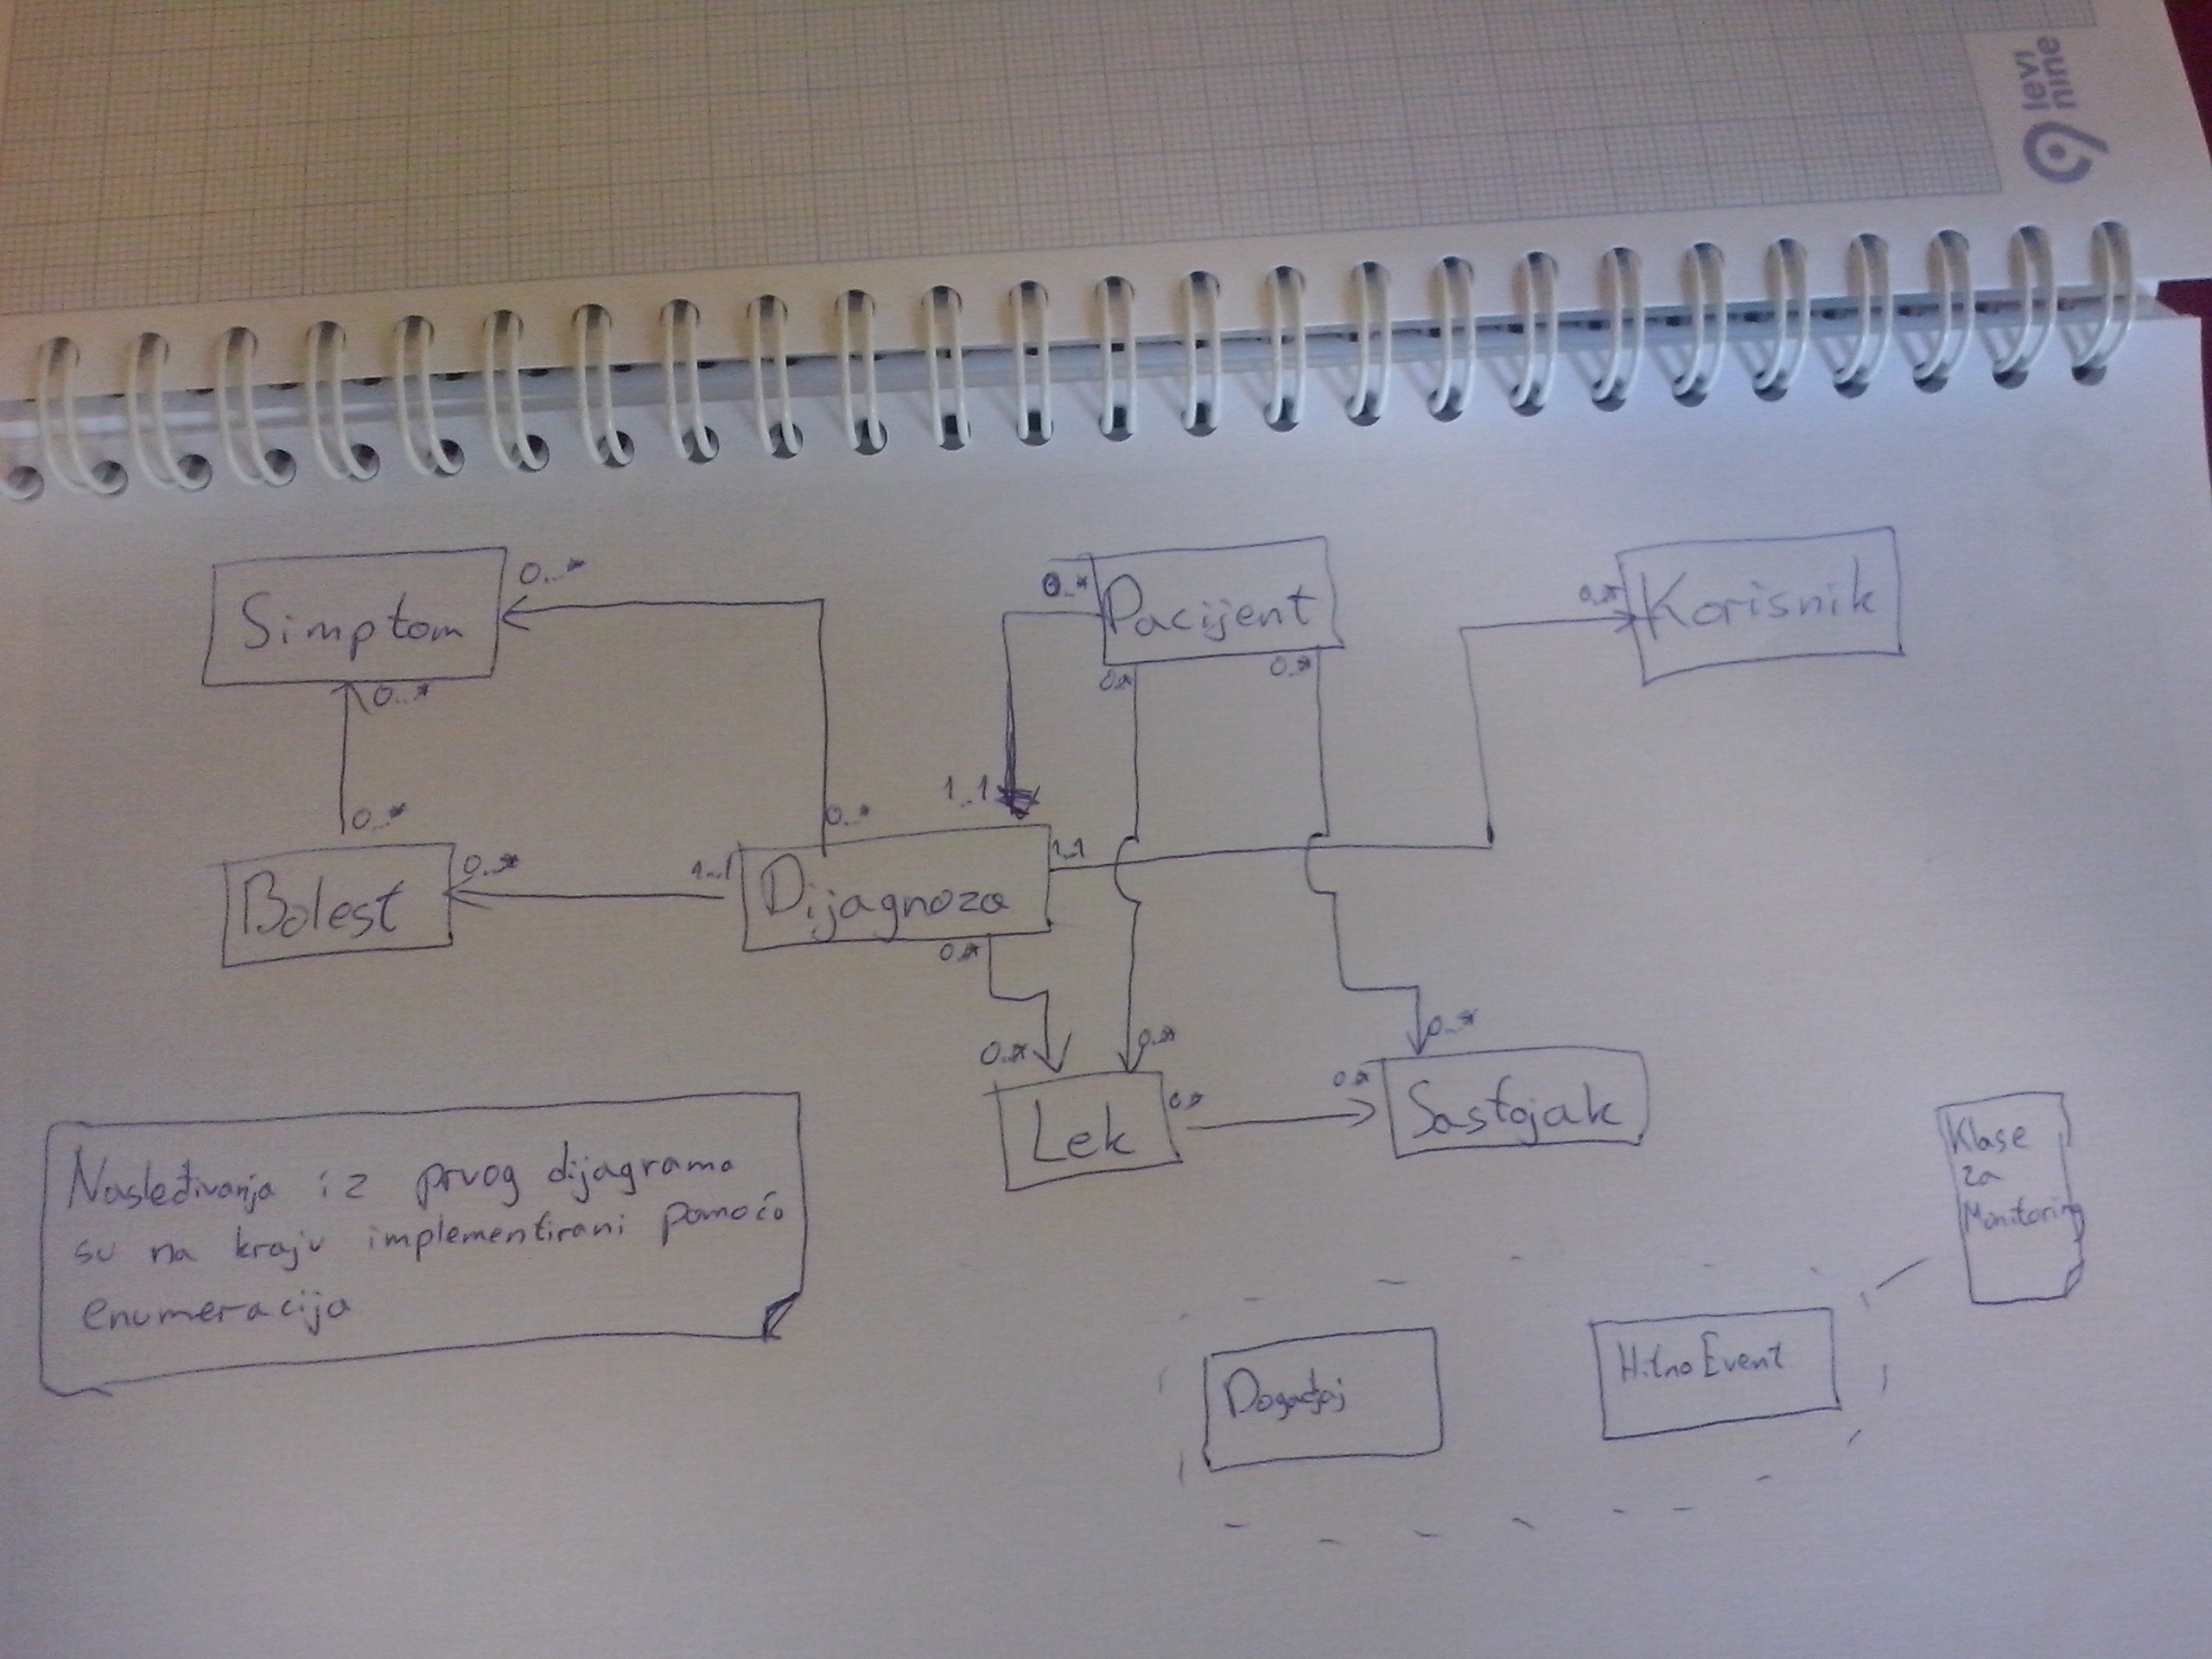 levi
nine
Simptom
0..*
0..*
0..*
Pacijent
0..*
0..*
0..*
Korisnik
1..1
0..*
0..*
0..*
Bolest
1..1
Dijagnoza
1..1
0..*
0..*
0..*
0..*
Lek
0..*
0..*
Sastojak
Nasleđivanja iz prvog dijagrama
su na kraju implementirani pomoću
enumeracija
Klase
za
Monitoring
Događaj
HitnoEvent